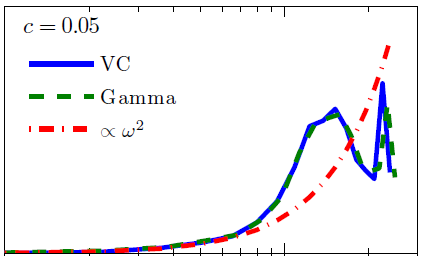 c = 0.05
VC
Gamma
∝ ω²